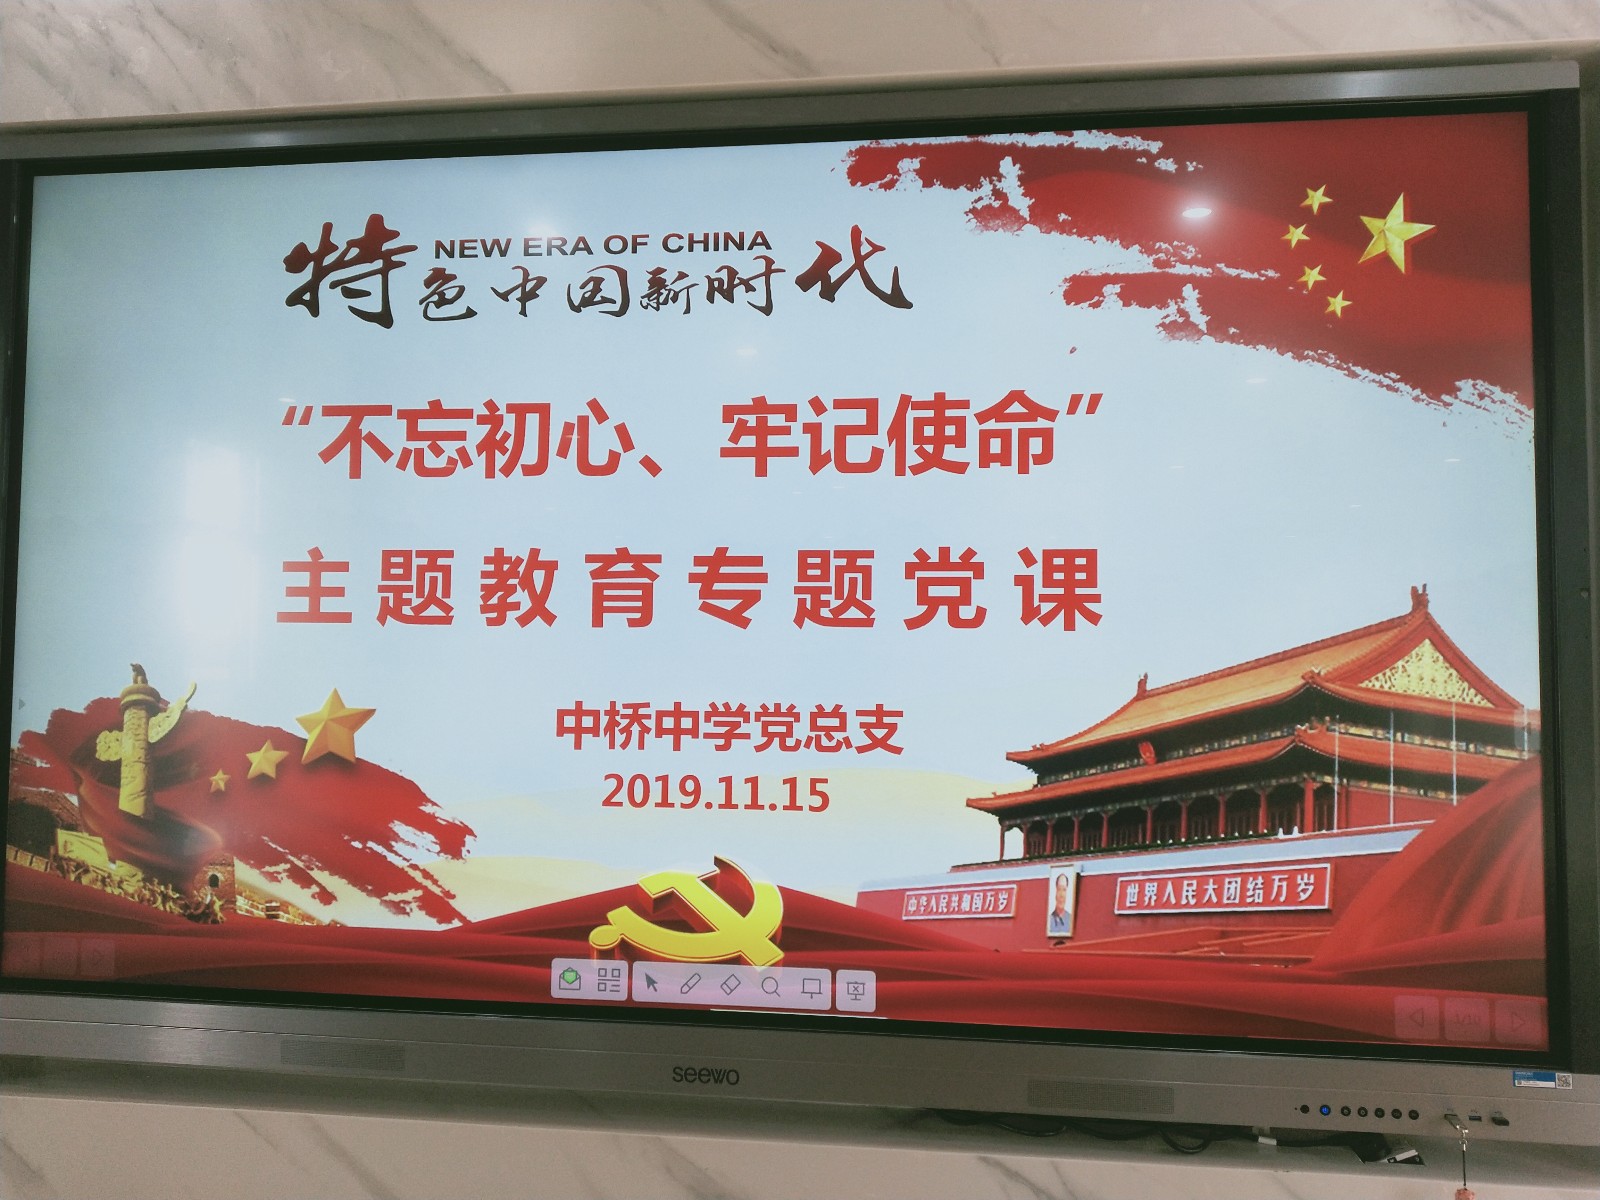 特色中国新时代
NEW ERA OF CHINA
“不忘初心、牢记使命”
主题教育专题党课
中桥中学党总支
2019.11.15
中华人民共和国万岁
世界人民大团结万岁
1/10
seewo